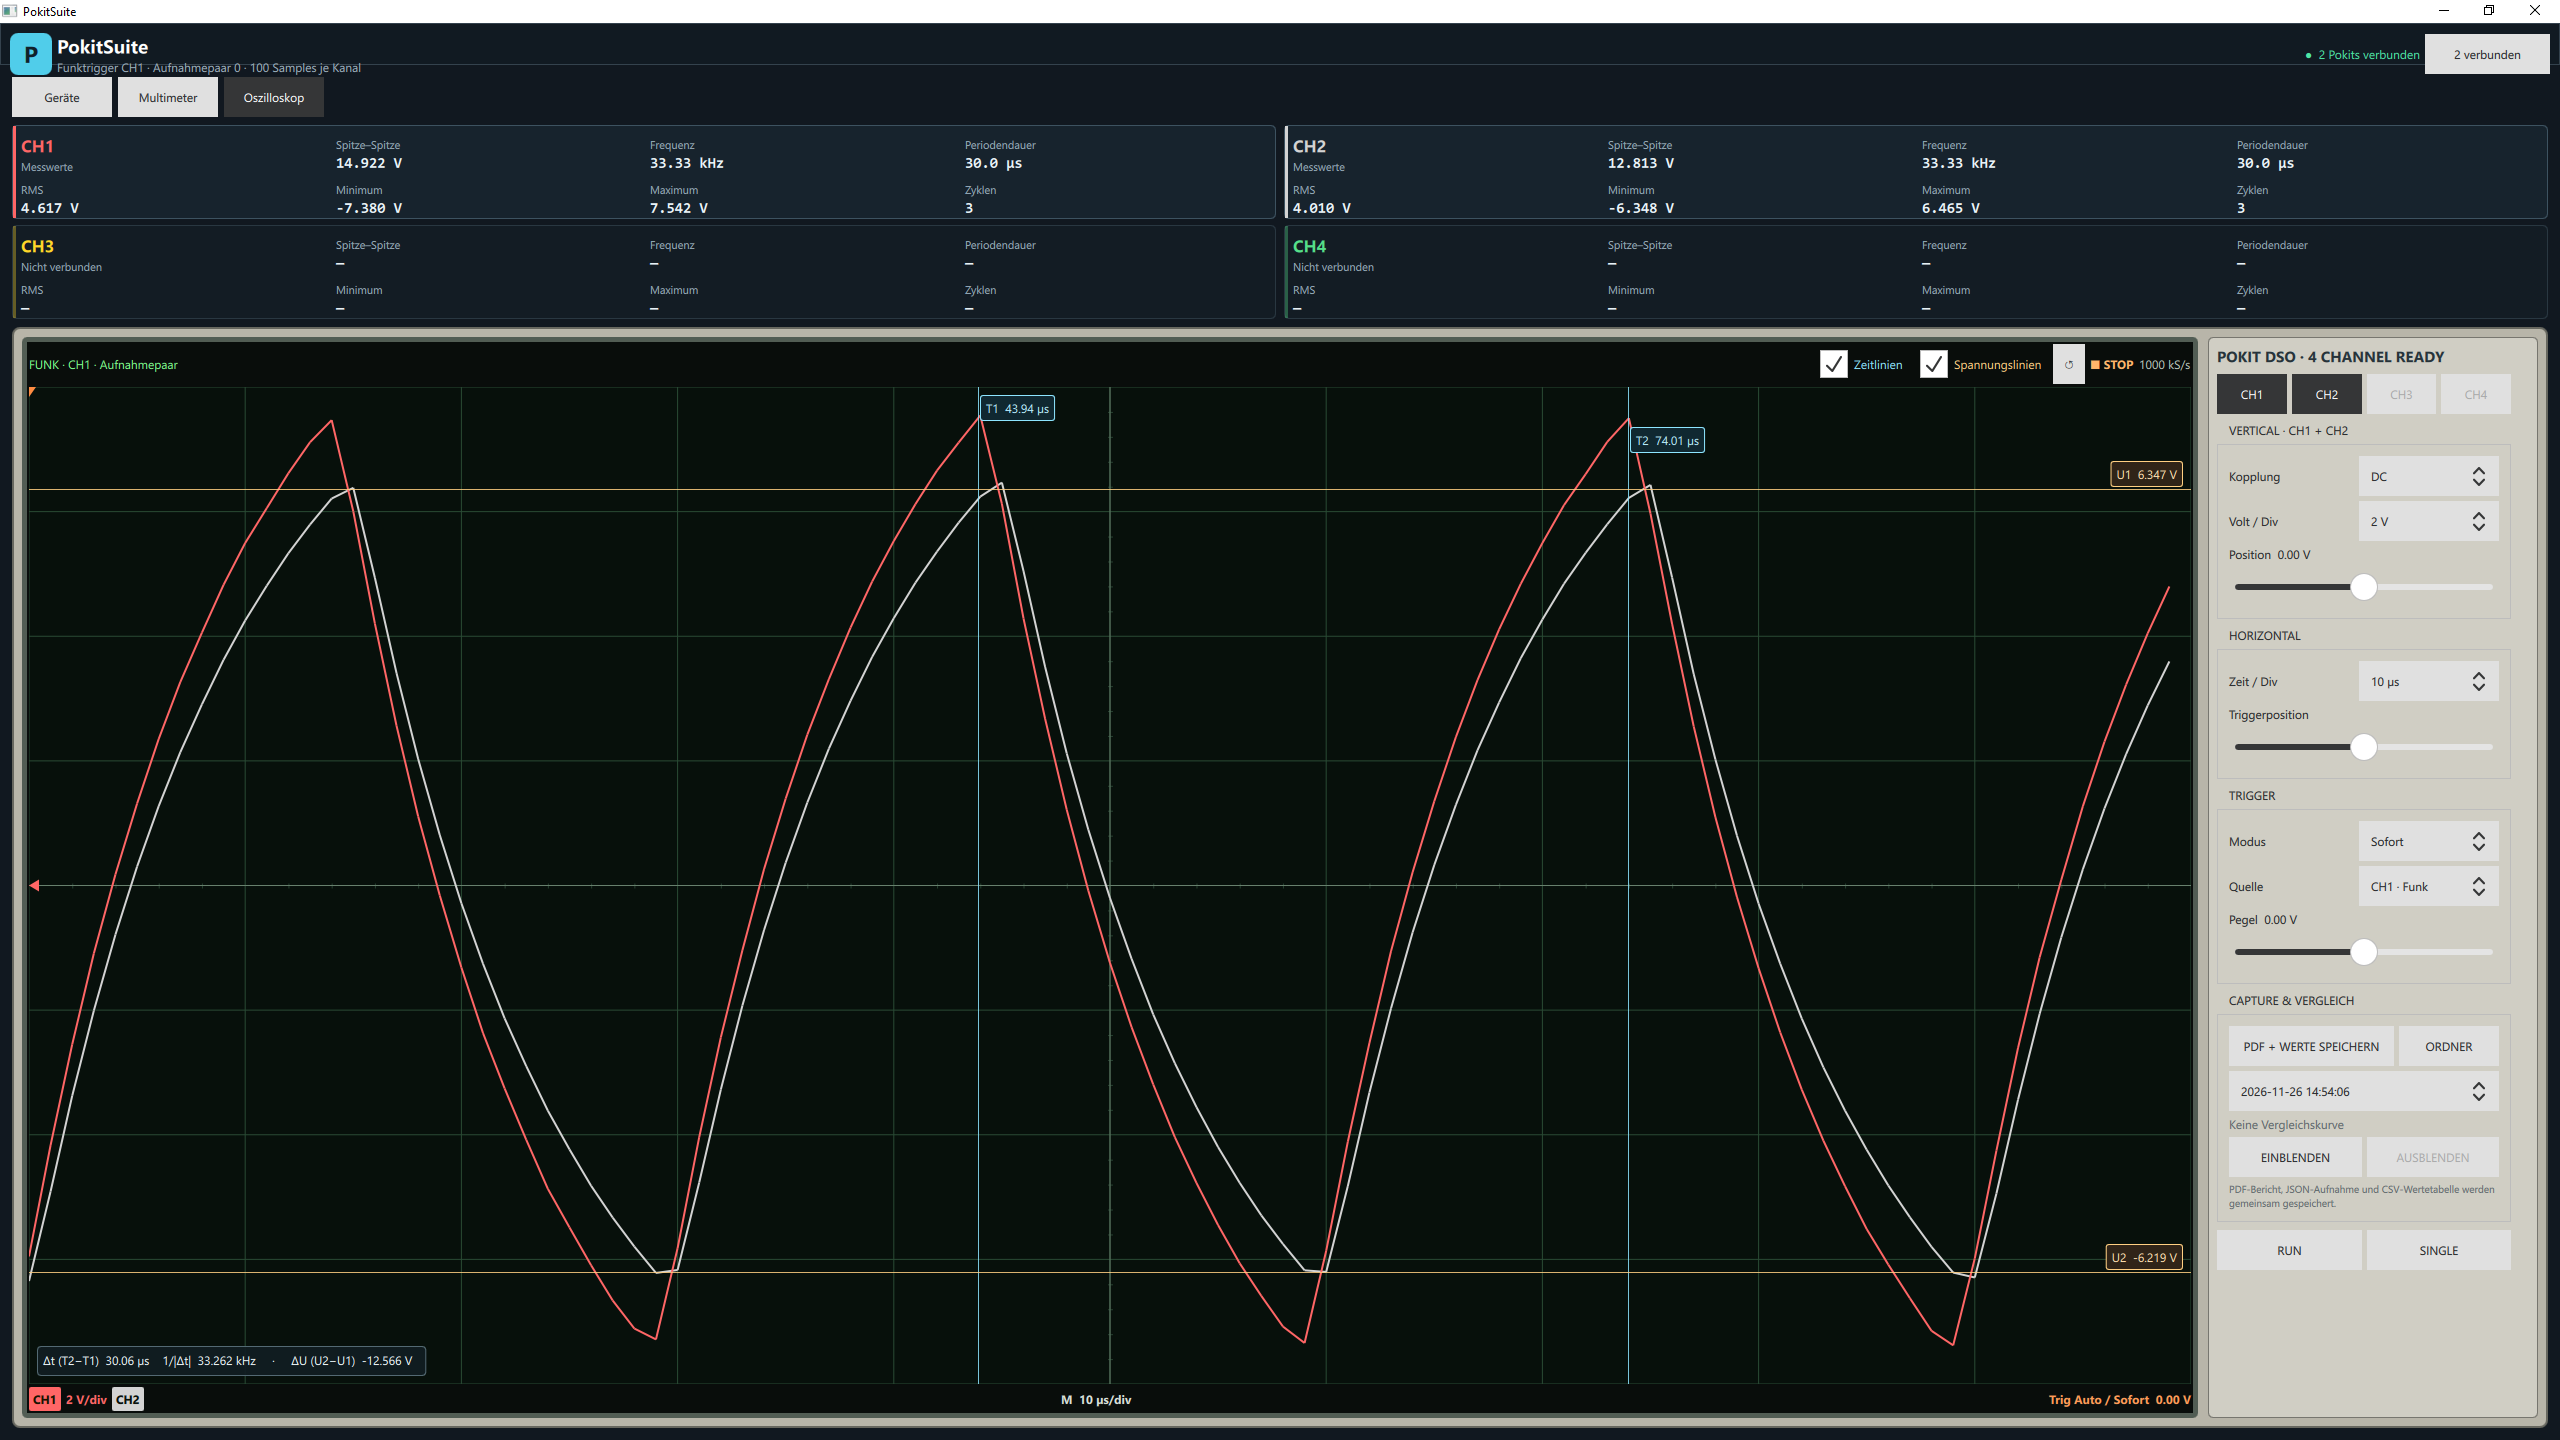 PokitSuite
P
PokitSuite
Funktrigger CH1 · Aufnahmepaar 0 · 100 Samples je Kanal
● 2 Pokits verbunden
2 verbunden
Geräte Multimeter Oszilloskop
CH1 Spitze–Spitze Frequenz Periodendauer
Messwerte 14.922 V 33.33 kHz 30.0 µs
RMS Minimum Maximum Zyklen
4.617 V -7.380 V 7.542 V 3
CH2 Spitze–Spitze Frequenz Periodendauer
Messwerte 12.813 V 33.33 kHz 30.0 µs
RMS Minimum Maximum Zyklen
4.010 V -6.348 V 6.465 V 3
CH3 Spitze–Spitze Frequenz Periodendauer
Nicht verbunden – – –
RMS Minimum Maximum Zyklen
– – – –
CH4 Spitze–Spitze Frequenz Periodendauer
Nicht verbunden – – –
RMS Minimum Maximum Zyklen
– – – –
FUNK · CH1 · Aufnahmepaar
Zeitlinien Spannungslinien ↺ ■ STOP 1000 kS/s
T1 43.94 µs
T2 74.01 µs
U1 6.347 V
U2 -6.219 V
Δt (T2−T1) 30.06 µs 1/|Δt| 33.262 kHz · ΔU (U2−U1) -12.566 V
CH1 2 V/div CH2
M 10 µs/div
Trig Auto / Sofort 0.00 V
POKIT DSO · 4 CHANNEL READY
CH1 CH2 CH3 CH4
VERTICAL · CH1 + CH2
Kopplung DC
Volt / Div 2 V
Position 0.00 V
HORIZONTAL
Zeit / Div 10 µs
Triggerposition
TRIGGER
Modus Sofort
Quelle CH1 · Funk
Pegel 0.00 V
CAPTURE & VERGLEICH
PDF + WERTE SPEICHERN ORDNER
2026-11-26 14:54:06
Keine Vergleichskurve
EINBLENDEN AUSBLENDEN
PDF-Bericht, JSON-Aufnahme und CSV-Wertetabelle werden
gemeinsam gespeichert.
RUN SINGLE